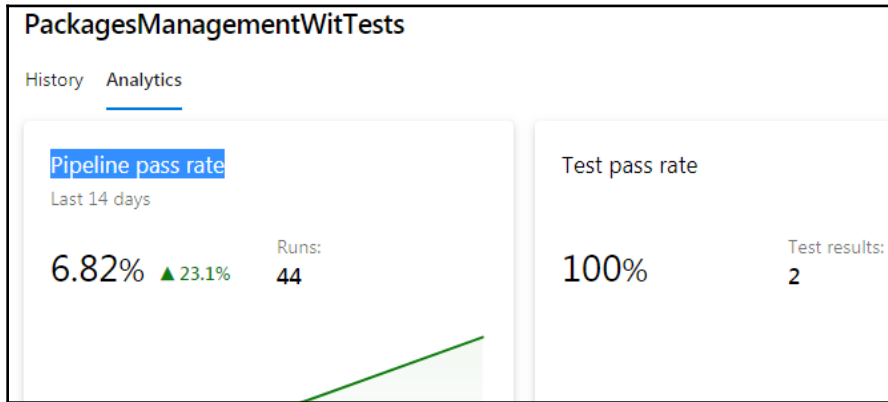 PackagesManagementWitTests
History Analytics
Pipeline pass rate
Last 14 days
6.82% ▲ 23.1%
Runs:
44
Test pass rate
100%
Test results:
2